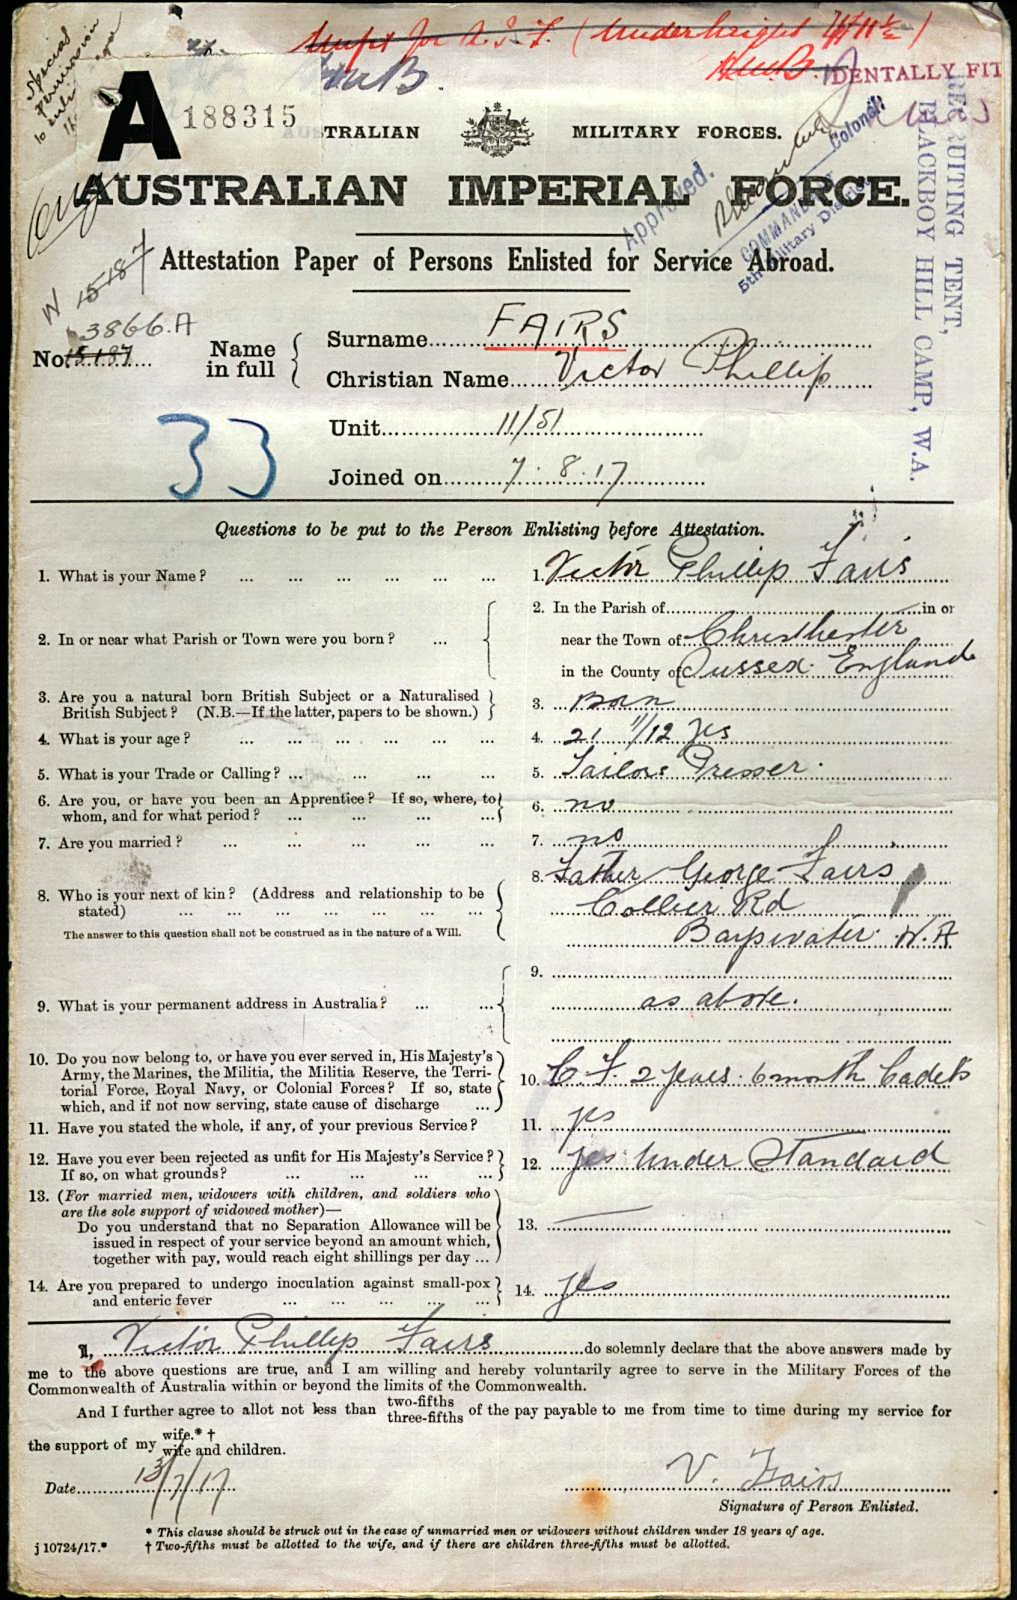 Special
permission
to enlist
Unfit for A.I.F. (Underheight
DENTALLY FIT
A 188315
AUSTRALIAN MILITARY FORCES.
AUSTRALIAN IMPERIAL FORCE.
Approved.
Colonel
COMMANDANT
5th Military District
RECRUITING TENT,
BLACKBOY HILL CAMP, W.A.
Attestation Paper of Persons Enlisted for Service Abroad.
W 15187
3866.A
No. 15187
Name in full
Surname FAIRS
Christian Name Victor Phillip
33
Unit 11/51
Joined on 7.8.17
Questions to be put to the Person Enlisting before Attestation.
1. What is your Name? ... 1. Victor Phillip Fairs
2. In or near what Parish or Town were you born? ... 2. In the Parish of in or
near the Town of Christhester
in the County of Sussex England
3. Are you a natural born British Subject or a Naturalised
British Subject? (N.B.—If the latter, papers to be shown.) 3. Born
4. What is your age? ... 4. 21 11/12 yrs
5. What is your Trade or Calling? ... 5. Tailors Presser
6. Are you, or have you been an Apprentice? If so, where, to
whom, and for what period? ... 6. no
7. Are you married? ... 7. no
8. Who is your next of kin? (Address and relationship to be
stated) ... 8. Father George Fairs
Collier Rd
Bayswater W.A
The answer to this question shall not be construed as in the nature of a Will.
9. What is your permanent address in Australia? ... 9. as above.
10. Do you now belong to, or have you ever served in, His Majesty's
Army, the Marines, the Militia, the Militia Reserve, the Terri-
torial Force, Royal Navy, or Colonial Forces? If so, state
which, and if not now serving, state cause of discharge ... 10. C.F. 2 years. 6 month Cadets
11. Have you stated the whole, if any, of your previous Service? 11. yes
12. Have you ever been rejected as unfit for His Majesty's Service?
If so, on what grounds? ... 12. yes Under Standard
13. (For married men, widowers with children, and soldiers who
are the sole support of widowed mother)—
Do you understand that no Separation Allowance will be
issued in respect of your service beyond an amount which,
together with pay, would reach eight shillings per day ... 13. —
14. Are you prepared to undergo inoculation against small-pox
and enteric fever ... 14. yes
I, Victor Phillip Fairs do solemnly declare that the above answers made by
me to the above questions are true, and I am willing and hereby voluntarily agree to serve in the Military Forces of the
Commonwealth of Australia within or beyond the limits of the Commonwealth.
And I further agree to allot not less than two-fifths three-fifths of the pay payable to me from time to time during my service for
the support of my wife.* † wife and children.
Date 13/7/17
V. Fairs
Signature of Person Enlisted.
* This clause should be struck out in the case of unmarried men or widowers without children under 18 years of age.
j 10724/17.* † Two-fifths must be allotted to the wife, and if there are children three-fifths must be allotted.